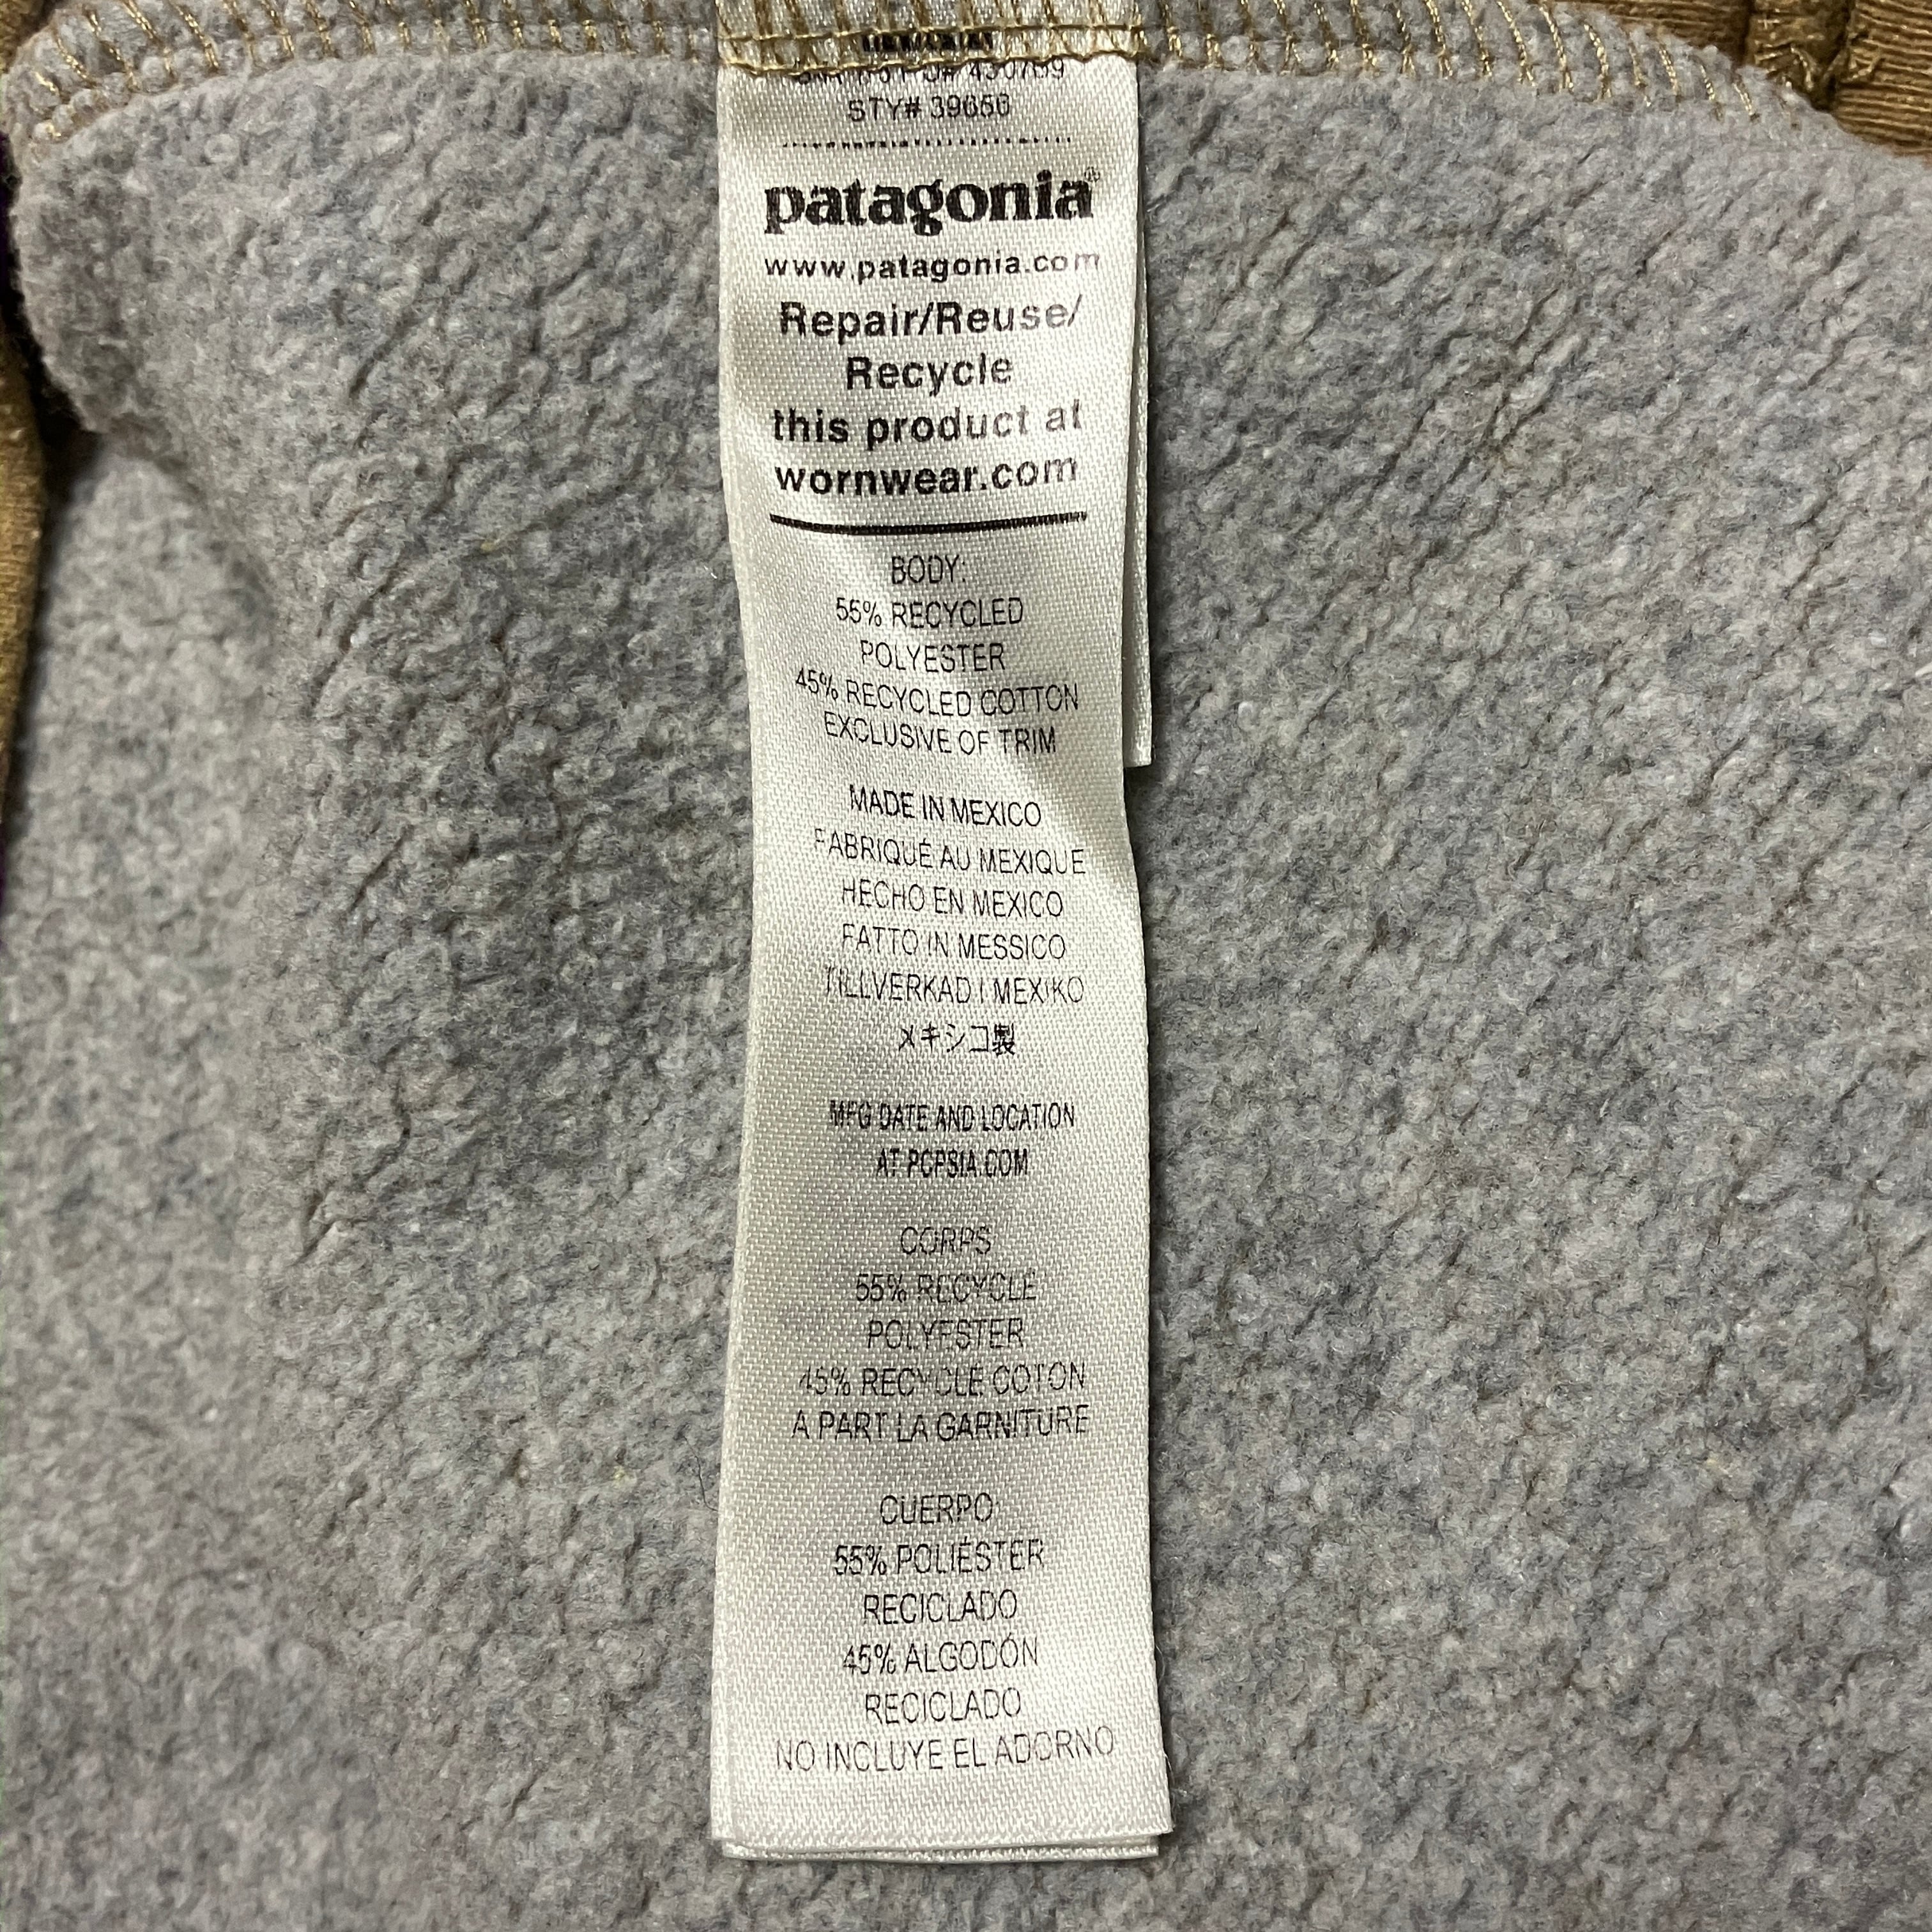 STY# 39656
patagonia®
www.patagonia.com
Repair/Reuse/
Recycle
this product at
wornwear.com
BODY:
55% RECYCLED
POLYESTER
45% RECYCLED COTTON
EXCLUSIVE OF TRIM
MADE IN MEXICO
FABRIQUÉ AU MEXIQUE
HECHO EN MEXICO
FATTO IN MESSICO
TILLVERKAD I MEXIKO
メキシコ製
MFG DATE AND LOCATION
AT PCPSIA.COM
CORPS
55% RECYCLÉ
POLYESTER
45% RECYCLÉ COTON
À PART LA GARNITURE
CUERPO
55% POLIÉSTER
RECICLADO
45% ALGODÓN
RECICLADO
NO INCLUYE EL ADORNO